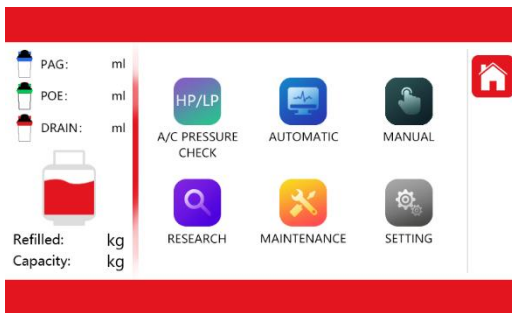 PAG: ml
POE: ml
DRAIN: ml
Refilled: kg
Capacity: kg
HP/LP
A/C PRESSURE
CHECK
AUTOMATIC
MANUAL
RESEARCH
MAINTENANCE
SETTING